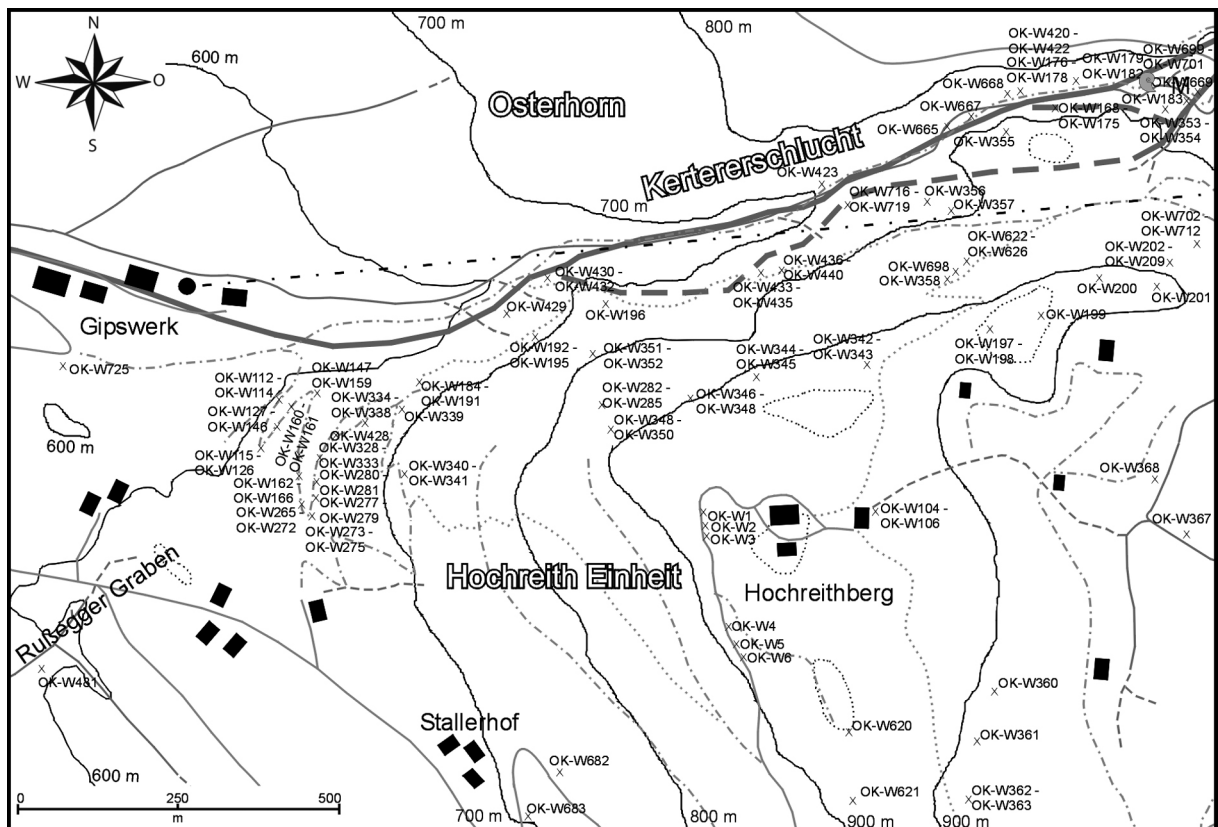 N
W
O
S
700 m
800 m
600 m
Osterhorn
Kertererschlucht
700 m
OK-W420 -
OK-W422
OK-W176 -
OK-W178
OK-W179 -
OK-W182
OK-W699 -
OK-W701
OK-W669
M
OK-W183
OK-W668
OK-W667
OK-W665
OK-W168 -
OK-W175
OK-W353 -
OK-W354
OK-W355
OK-W423
OK-W716 -
OK-W719
OK-W356
OK-W357
OK-W702 -
OK-W712
OK-W622 -
OK-W626
OK-W202 -
OK-W209
OK-W698
OK-W358
OK-W200
OK-W201
OK-W436 -
OK-W440
OK-W433 -
OK-W435
OK-W430 -
OK-W432
OK-W429
OK-W196
OK-W199
Gipswerk
OK-W725
OK-W192 -
OK-W195
OK-W351 -
OK-W352
OK-W344 -
OK-W345
OK-W342 -
OK-W343
OK-W197 -
OK-W198
OK-W147 -
OK-W159
OK-W112 -
OK-W114
OK-W127 -
OK-W146
OK-W334 -
OK-W338
OK-W184 -
OK-W191
OK-W339
OK-W282 -
OK-W285
OK-W346 -
OK-W348
OK-W348 -
OK-W350
600 m
OK-W160
OK-W161
OK-W428
OK-W328 -
OK-W333
OK-W115 -
OK-W126
OK-W162
OK-W166
OK-W265 -
OK-W272
OK-W280 -
OK-W281
OK-W277 -
OK-W279
OK-W273 -
OK-W275
OK-W340 -
OK-W341
OK-W368
OK-W367
OK-W1
OK-W2
OK-W3
OK-W104 -
OK-W106
Rußegger Graben
Hochreith Einheit
Hochreithberg
OK-W4
OK-W5
OK-W6
OK-W481
OK-W360
Stallerhof
OK-W620
OK-W361
OK-W682
OK-W683
OK-W621
OK-W362 -
OK-W363
600 m
700 m
800 m
900 m
900 m
0
250
500
m